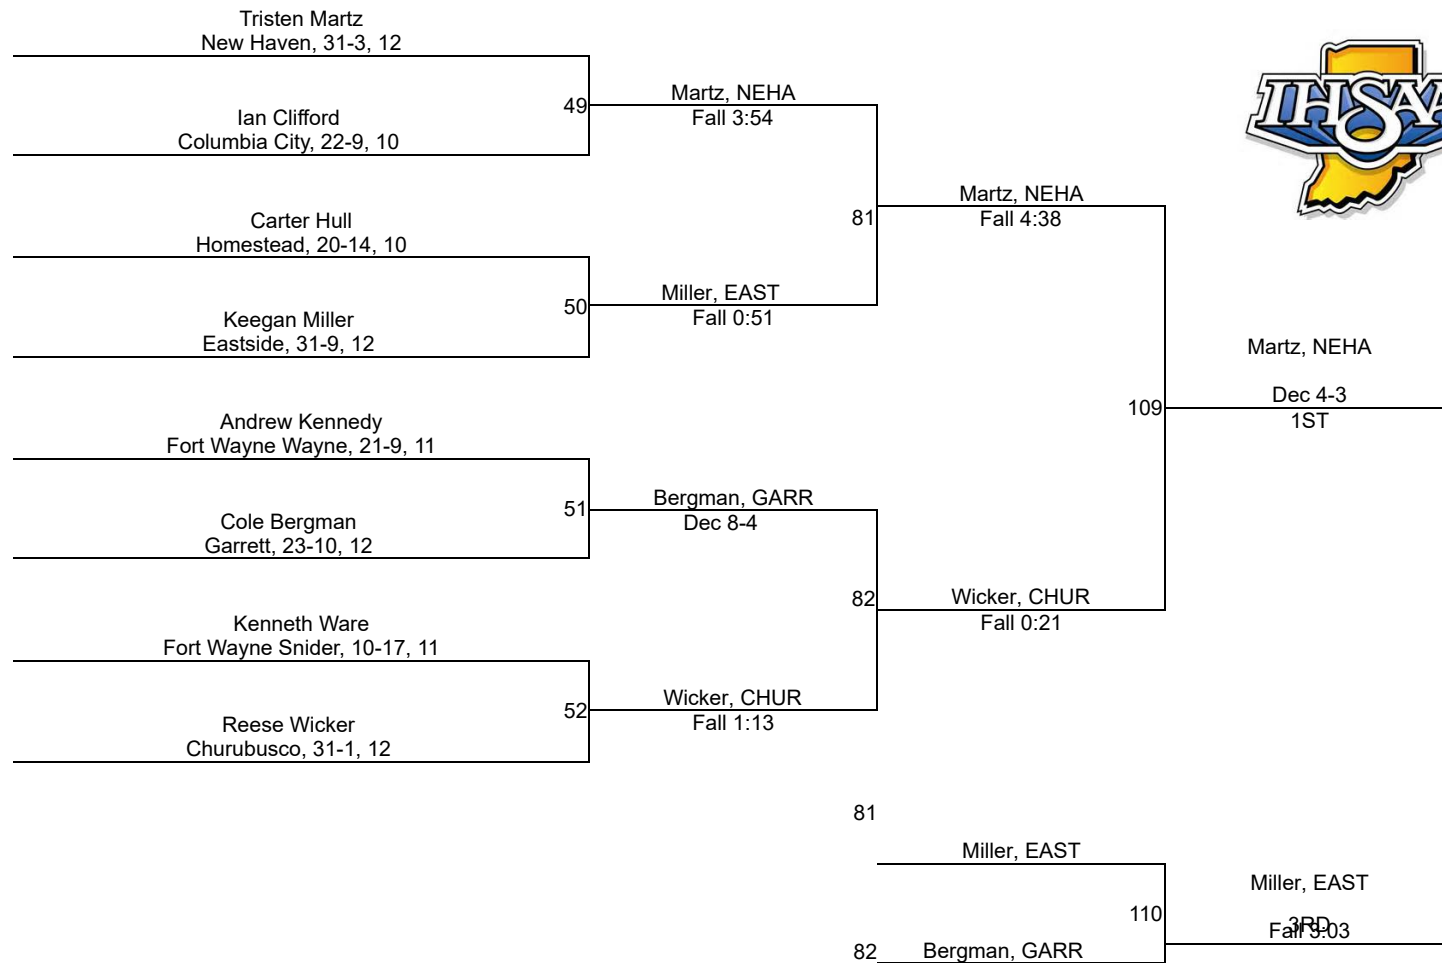 Tristen Martz
New Haven, 31-3, 12
Ian Clifford
Columbia City, 22-9, 10
49
Martz, NEHA
Fall 3:54
Carter Hull
Homestead, 20-14, 10
Keegan Miller
Eastside, 31-9, 12
50
Miller, EAST
Fall 0:51
81
Martz, NEHA
Fall 4:38
IHSAA
Andrew Kennedy
Fort Wayne Wayne, 21-9, 11
Cole Bergman
Garrett, 23-10, 12
51
Bergman, GARR
Dec 8-4
Kenneth Ware
Fort Wayne Snider, 10-17, 11
Reese Wicker
Churubusco, 31-1, 12
52
Wicker, CHUR
Fall 1:13
82
Wicker, CHUR
Fall 0:21
109
Martz, NEHA
Dec 4-3
1ST
81
Miller, EAST
82
Bergman, GARR
110
Miller, EAST
3RD
Fall :03